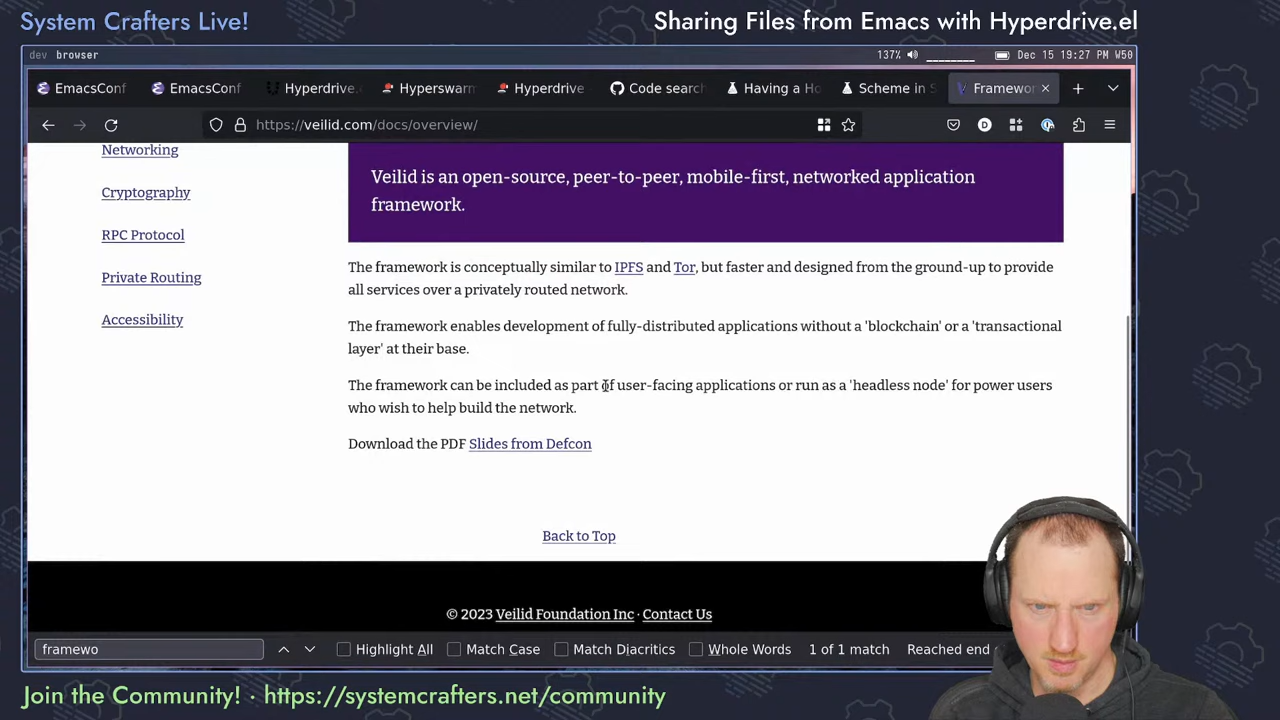 System Crafters Live!
Sharing Files from Emacs with Hyperdrive.el
dev browser
137%
Dec 15 19:27 PM W50
EmacsConf
EmacsConf
Hyperdrive.
Hyperswarm
Hyperdrive
Code search
Having a Ho
Scheme in S
Framewor
https://veilid.com/docs/overview/
Networking
Cryptography
RPC Protocol
Private Routing
Accessibility
Veilid is an open-source, peer-to-peer, mobile-first, networked application
framework.
The framework is conceptually similar to IPFS and Tor, but faster and designed from the ground-up to provide
all services over a privately routed network.
The framework enables development of fully-distributed applications without a 'blockchain' or a 'transactional
layer' at their base.
The framework can be included as part of user-facing applications or run as a 'headless node' for power users
who wish to help build the network.
Download the PDF Slides from Defcon
Back to Top
© 2023 Veilid Foundation Inc · Contact Us
framewo
Highlight All
Match Case
Match Diacritics
Whole Words
1 of 1 match
Reached end
Join the Community! · https://systemcrafters.net/community